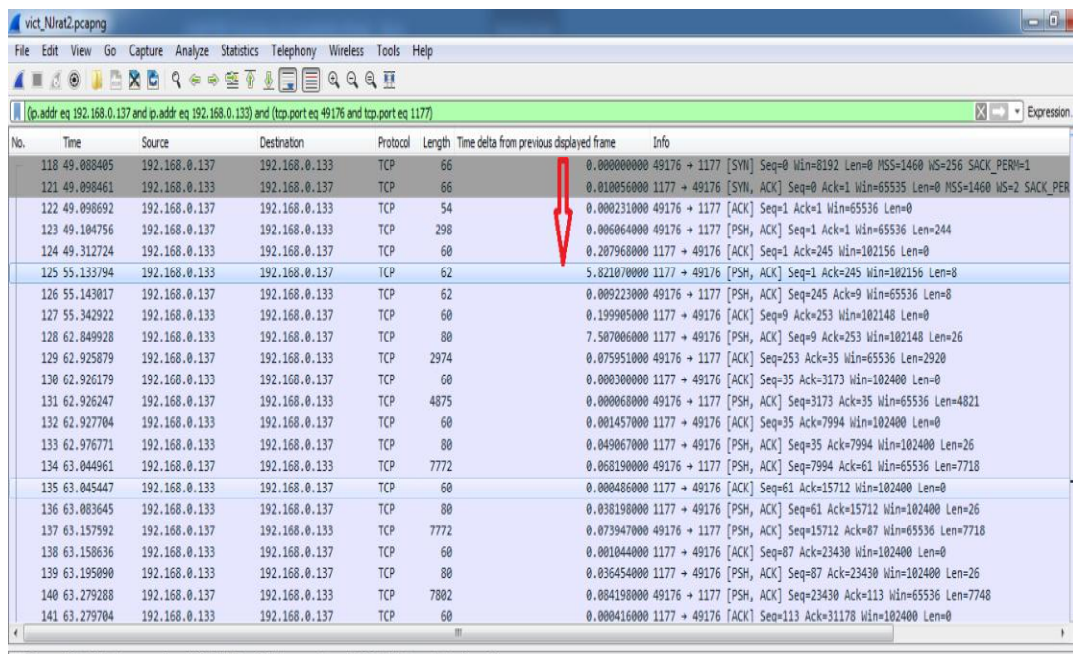 vict_NJrat2.pcapng
File Edit View Go Capture Analyze Statistics Telephony Wireless Tools Help
(ip.addr eq 192.168.0.137 and ip.addr eq 192.168.0.133) and (tcp.port eq 49176 and tcp.port eq 1177) Expression
No. Time Source Destination Protocol Length Time delta from previous displayed frame Info
118 49.088405 192.168.0.137 192.168.0.133 TCP 66 0.000000000 49176 → 1177 [SYN] Seq=0 Win=8192 Len=0 MSS=1460 WS=256 SACK_PERM=1
121 49.098461 192.168.0.133 192.168.0.137 TCP 66 0.010056000 1177 → 49176 [SYN, ACK] Seq=0 Ack=1 Win=65535 Len=0 MSS=1460 WS=2 SACK_PER
122 49.098692 192.168.0.137 192.168.0.133 TCP 54 0.000231000 49176 → 1177 [ACK] Seq=1 Ack=1 Win=65536 Len=0
123 49.104756 192.168.0.137 192.168.0.133 TCP 298 0.006064000 49176 → 1177 [PSH, ACK] Seq=1 Ack=1 Win=65536 Len=244
124 49.312724 192.168.0.133 192.168.0.137 TCP 60 0.207968000 1177 → 49176 [ACK] Seq=1 Ack=245 Win=102156 Len=0
125 55.133794 192.168.0.133 192.168.0.137 TCP 62 5.821070000 1177 → 49176 [PSH, ACK] Seq=1 Ack=245 Win=102156 Len=8
126 55.143017 192.168.0.137 192.168.0.133 TCP 62 0.009223000 49176 → 1177 [PSH, ACK] Seq=245 Ack=9 Win=65536 Len=8
127 55.342922 192.168.0.133 192.168.0.137 TCP 60 0.199905000 1177 → 49176 [ACK] Seq=9 Ack=253 Win=102148 Len=0
128 62.849928 192.168.0.133 192.168.0.137 TCP 80 7.507006000 1177 → 49176 [PSH, ACK] Seq=9 Ack=253 Win=102148 Len=26
129 62.925879 192.168.0.137 192.168.0.133 TCP 2974 0.075951000 49176 → 1177 [ACK] Seq=253 Ack=35 Win=65536 Len=2920
130 62.926179 192.168.0.133 192.168.0.137 TCP 60 0.000300000 1177 → 49176 [ACK] Seq=35 Ack=3173 Win=102400 Len=0
131 62.926247 192.168.0.137 192.168.0.133 TCP 4875 0.000068000 49176 → 1177 [PSH, ACK] Seq=3173 Ack=35 Win=65536 Len=4821
132 62.927704 192.168.0.133 192.168.0.137 TCP 60 0.001457000 1177 → 49176 [ACK] Seq=35 Ack=7994 Win=102400 Len=0
133 62.976771 192.168.0.133 192.168.0.137 TCP 80 0.049067000 1177 → 49176 [PSH, ACK] Seq=35 Ack=7994 Win=102400 Len=26
134 63.044961 192.168.0.137 192.168.0.133 TCP 7772 0.068190000 49176 → 1177 [PSH, ACK] Seq=7994 Ack=61 Win=65536 Len=7718
135 63.045447 192.168.0.133 192.168.0.137 TCP 60 0.000486000 1177 → 49176 [ACK] Seq=61 Ack=15712 Win=102400 Len=0
136 63.083645 192.168.0.133 192.168.0.137 TCP 80 0.038198000 1177 → 49176 [PSH, ACK] Seq=61 Ack=15712 Win=102400 Len=26
137 63.157592 192.168.0.137 192.168.0.133 TCP 7772 0.073947000 49176 → 1177 [PSH, ACK] Seq=15712 Ack=87 Win=65536 Len=7718
138 63.158636 192.168.0.133 192.168.0.137 TCP 60 0.001044000 1177 → 49176 [ACK] Seq=87 Ack=23430 Win=102400 Len=0
139 63.195090 192.168.0.133 192.168.0.137 TCP 80 0.036454000 1177 → 49176 [PSH, ACK] Seq=87 Ack=23430 Win=102400 Len=26
140 63.279288 192.168.0.137 192.168.0.133 TCP 7802 0.084198000 49176 → 1177 [PSH, ACK] Seq=23430 Ack=113 Win=65536 Len=7748
141 63.279704 192.168.0.133 192.168.0.137 TCP 60 0.000416000 1177 → 49176 [ACK] Seq=113 Ack=31178 Win=102400 Len=0